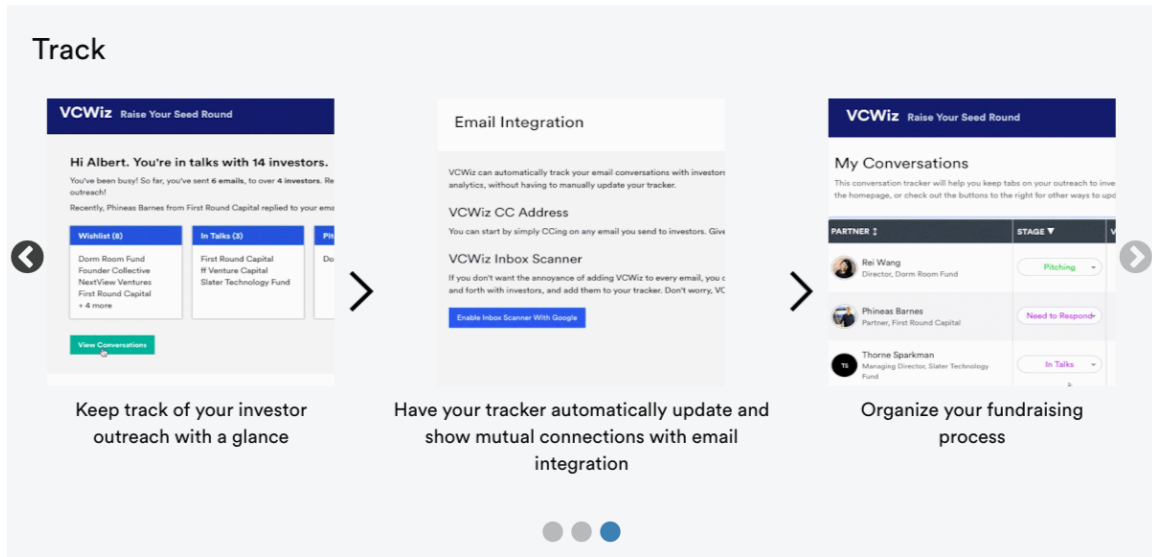 Track
VCWiz Raise Your Seed Round
Hi Albert. You're in talks with 14 investors.
You've been busy! So far, you've sent 6 emails, to over 4 investors. Re
outreach!
Recently, Phineas Barnes from First Round Capital replied to your ema
Wishlist (8)
Dorm Room Fund
Founder Collective
NextView Ventures
First Round Capital
+ 4 more
In Talks (3)
First Round Capital
ff Venture Capital
Slater Technology Fund
Pit
Do
View Conversations
Keep track of your investor
outreach with a glance
Email Integration
VCWiz can automatically track your email conversations with investors
analytics, without having to manually update your tracker.
VCWiz CC Address
You can start by simply CCing on any email you send to investors. Give
VCWiz Inbox Scanner
If you don't want the annoyance of adding VCWiz to every email, you c
and forth with investors, and add them to your tracker. Don't worry, VC
Enable Inbox Scanner With Google
Have your tracker automatically update and
show mutual connections with email
integration
VCWiz Raise Your Seed Round
My Conversations
This conversation tracker will help you keep tabs on your outreach to inve
the homepage, or check out the buttons to the right for other ways to upd
PARTNER STAGE V
Rei Wang
Director, Dorm Room Fund
Pitching
Phineas Barnes
Partner, First Round Capital
Need to Respond
TS
Thorne Sparkman
Managing Director, Slater Technology
Fund
In Talks
Organize your fundraising
process